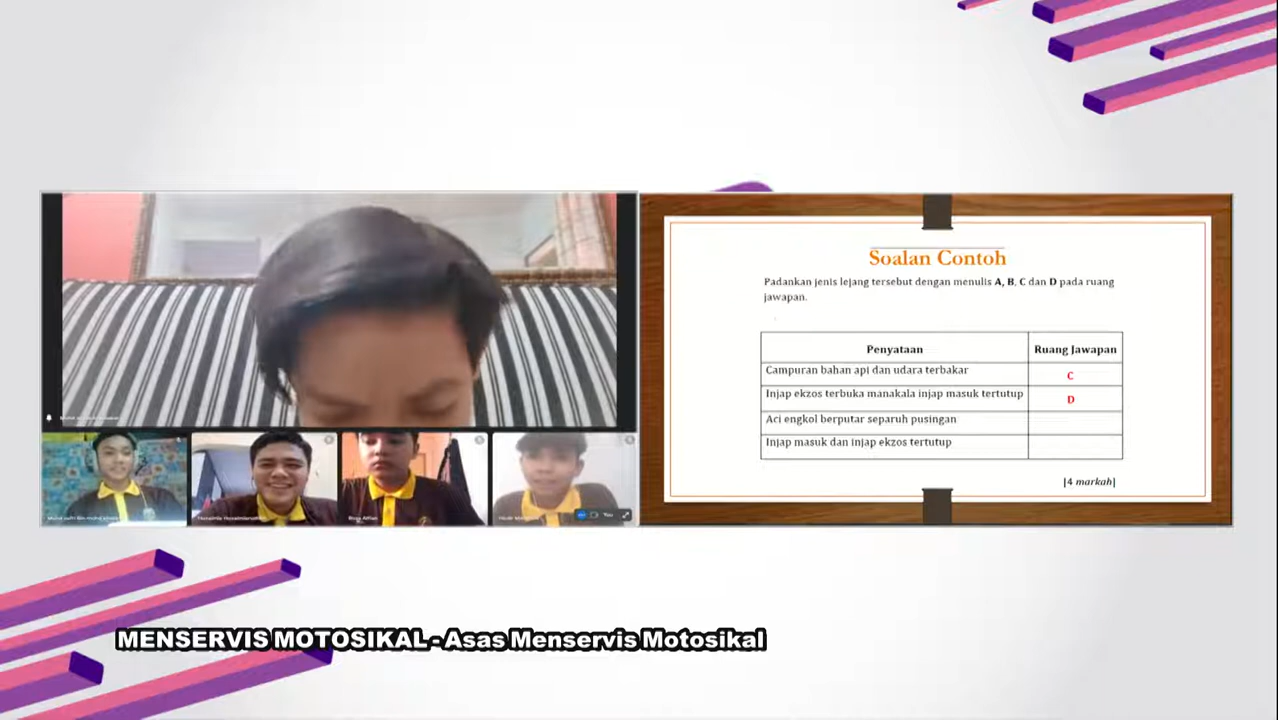 Soalan Contoh
Padankan jenis lejang tersebut dengan menulis A, B, C dan D pada ruang
jawapan.
Penyataan Ruang Jawapan
Campuran bahan api dan udara terbakar C
Injap ekzos terbuka manakala injap masuk tertutup D
Aci engkol berputar separuh pusingan
Injap masuk dan injap ekzos tertutup
[4 markah]
You
MENSERVIS MOTOSIKAL - Asas Menservis Motosikal